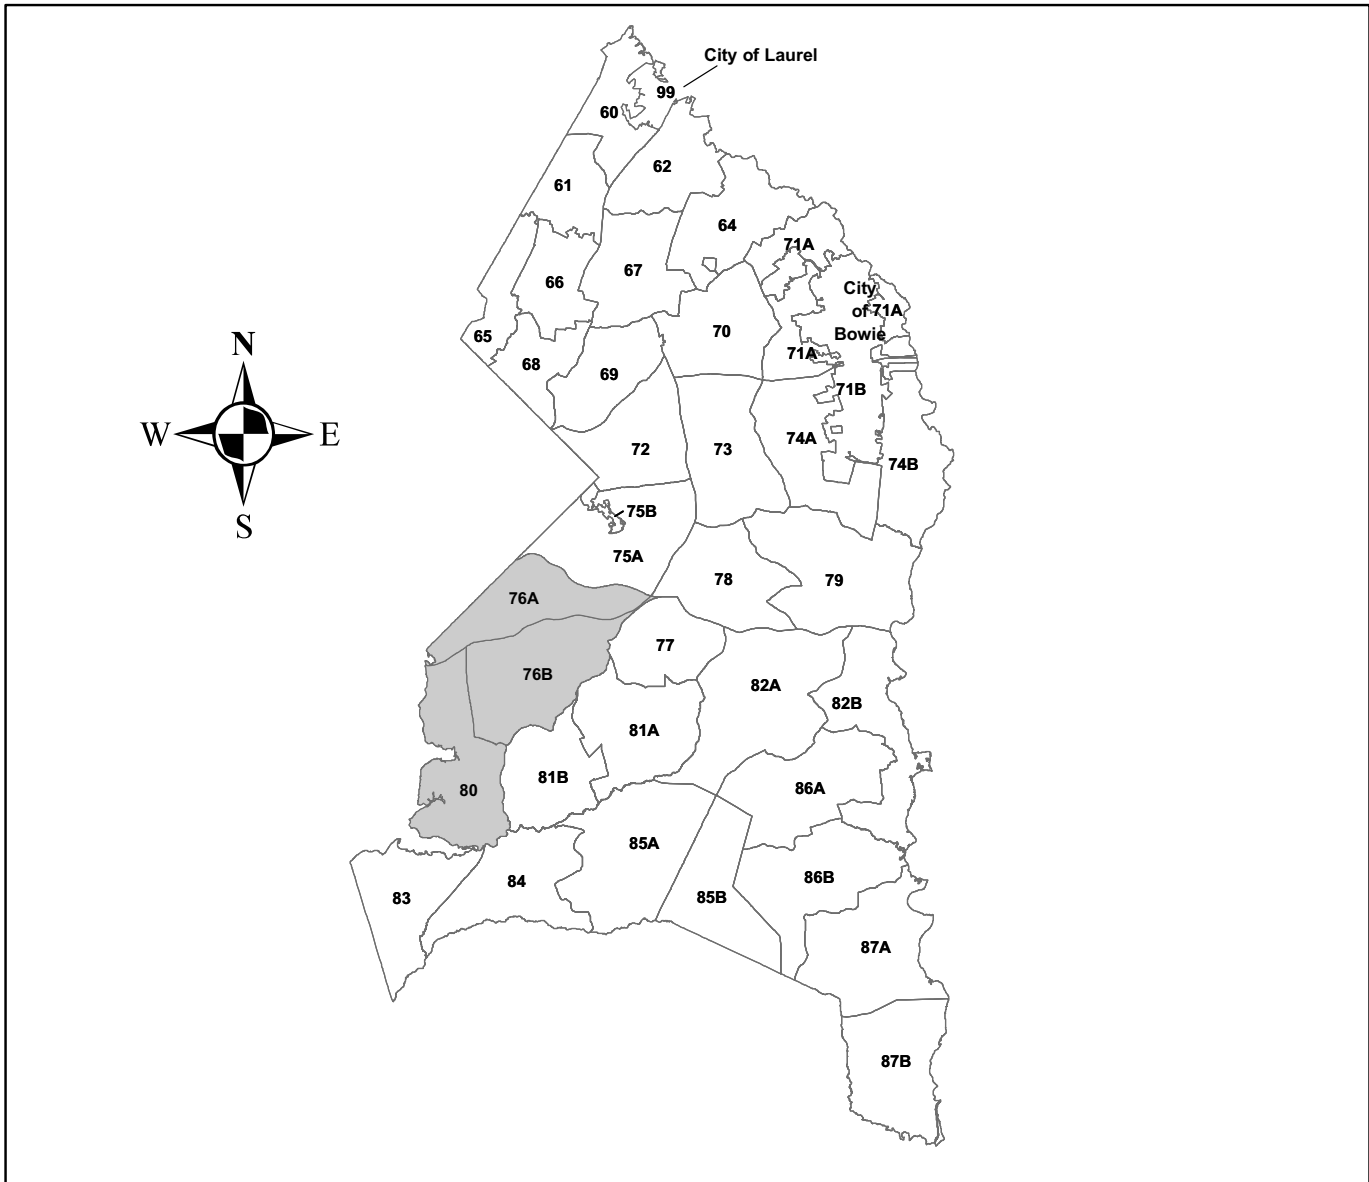 City of Laurel
99
60
62
61
64
71A
67
66
City
of 71A
Bowie
70
65
71A
68
69
71B
74A
72
73
74B
75B
75A
78
79
76A
77
76B
82A
82B
81A
81B
86A
80
85A
86B
84
85B
83
87A
87B
N
W E
S